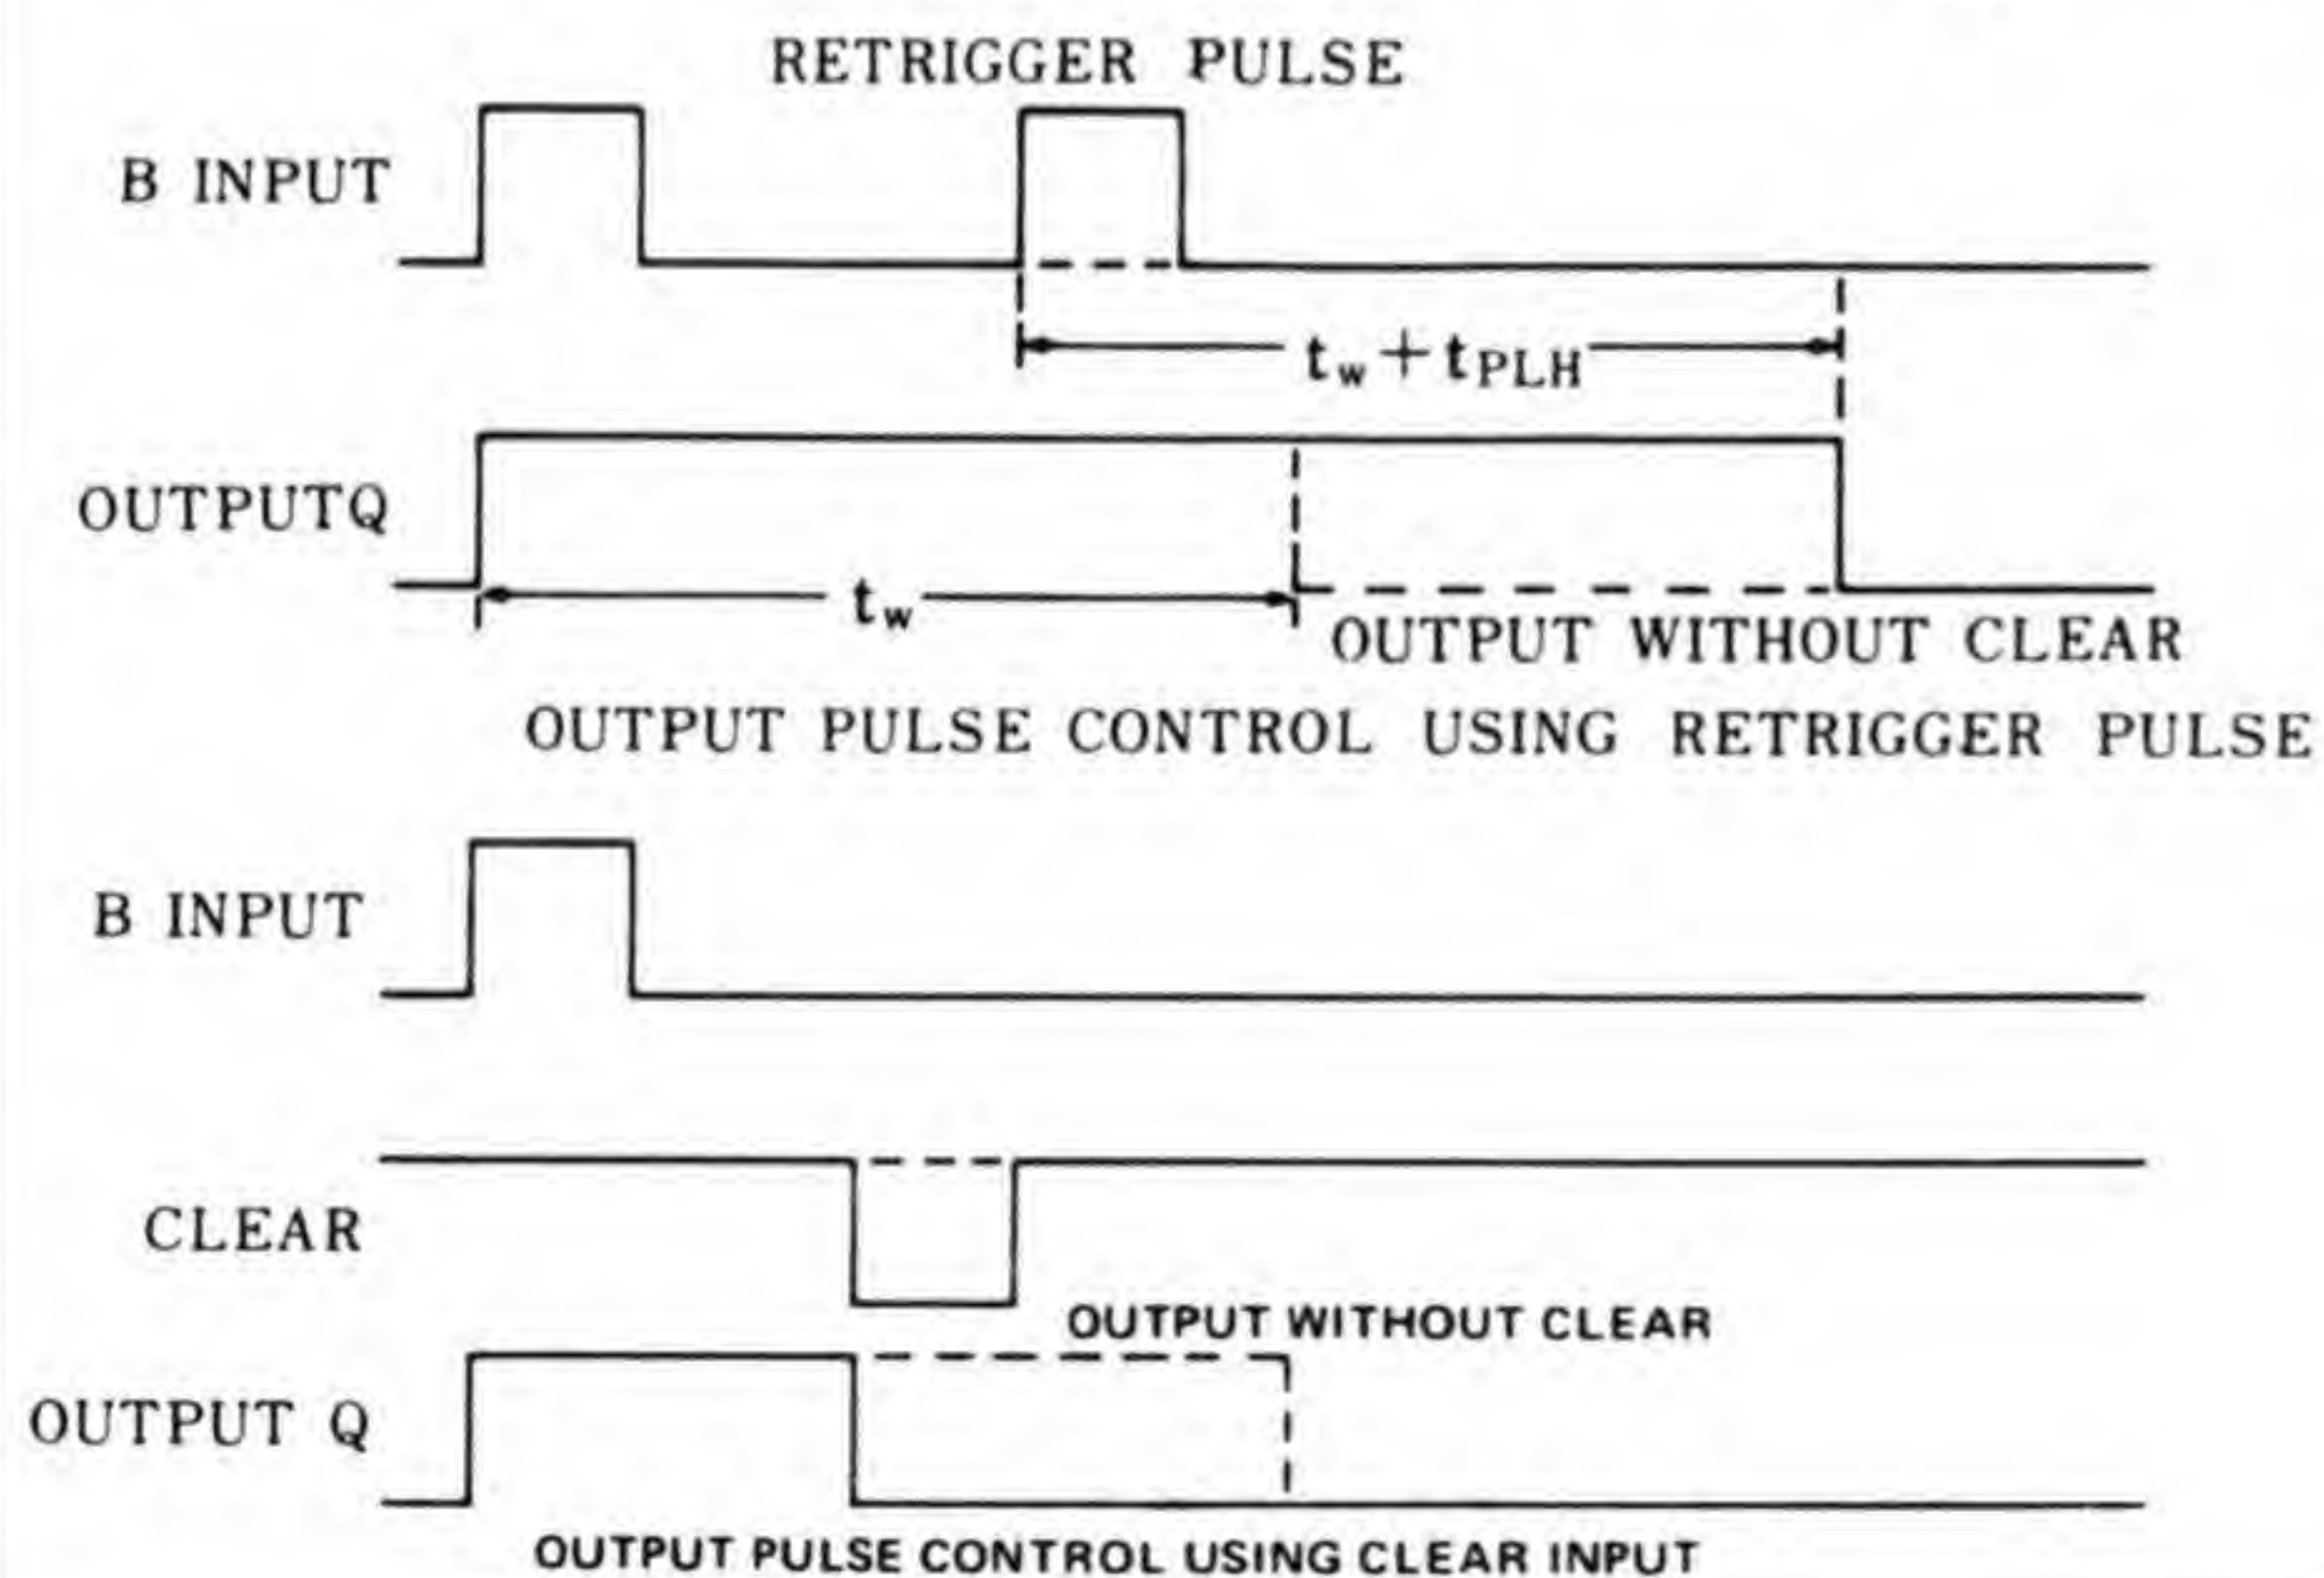 RETRIGGER PULSE
B INPUT
tw+tPLH
OUTPUTQ
tw
OUTPUT WITHOUT CLEAR
OUTPUT PULSE CONTROL USING RETRIGGER PULSE
B INPUT
CLEAR
OUTPUT WITHOUT CLEAR
OUTPUT Q
OUTPUT PULSE CONTROL USING CLEAR INPUT